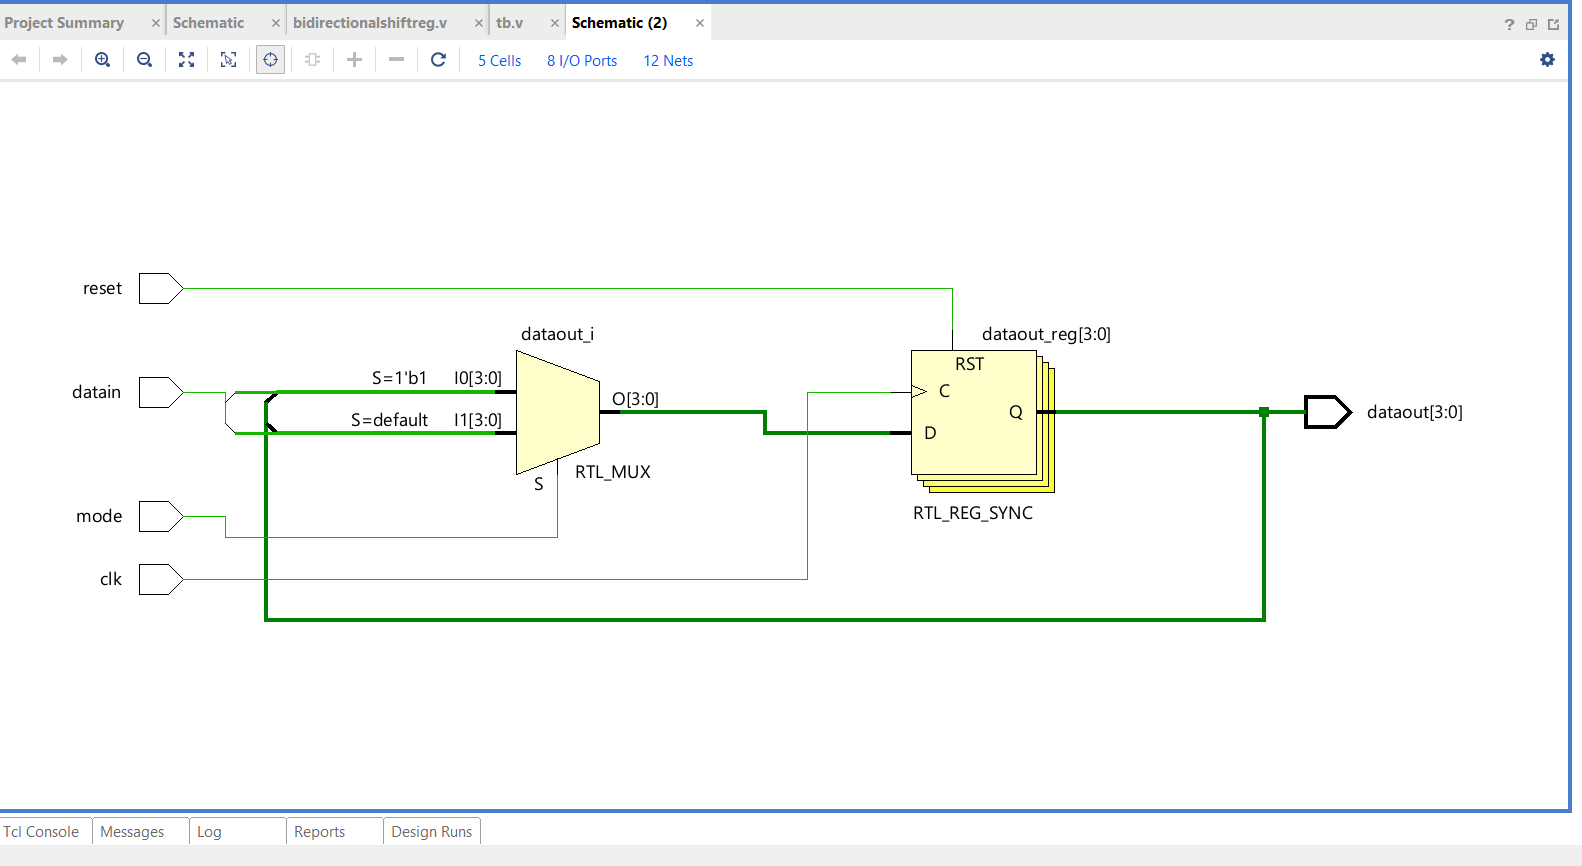 Project Summary × Schematic × bidirectionalshiftreg.v × tb.v × Schematic (2) × ?
5 Cells 8 I/O Ports 12 Nets
reset
dataout_i
dataout_reg[3:0]
RST
S=1'b1 I0[3:0]
datain
C
O[3:0]
S=default I1[3:0]
Q
dataout[3:0]
D
RTL_MUX
S
mode
RTL_REG_SYNC
clk
Tcl Console Messages Log Reports Design Runs